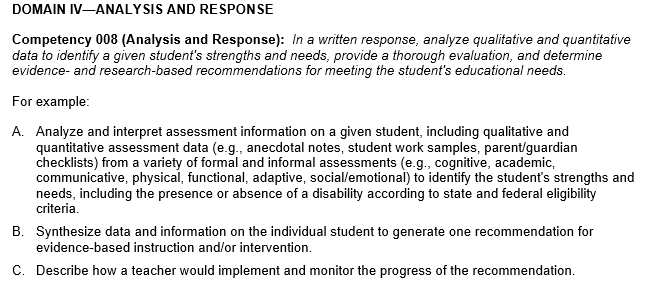 DOMAIN IV—ANALYSIS AND RESPONSE
Competency 008 (Analysis and Response): In a written response, analyze qualitative and quantitative
data to identify a given student's strengths and needs, provide a thorough evaluation, and determine
evidence- and research-based recommendations for meeting the student's educational needs.
For example:
A. Analyze and interpret assessment information on a given student, including qualitative and
quantitative assessment data (e.g., anecdotal notes, student work samples, parent/guardian
checklists) from a variety of formal and informal assessments (e.g., cognitive, academic,
communicative, physical, functional, adaptive, social/emotional) to identify the student's strengths and
needs, including the presence or absence of a disability according to state and federal eligibility
criteria.
B. Synthesize data and information on the individual student to generate one recommendation for
evidence-based instruction and/or intervention.
C. Describe how a teacher would implement and monitor the progress of the recommendation.